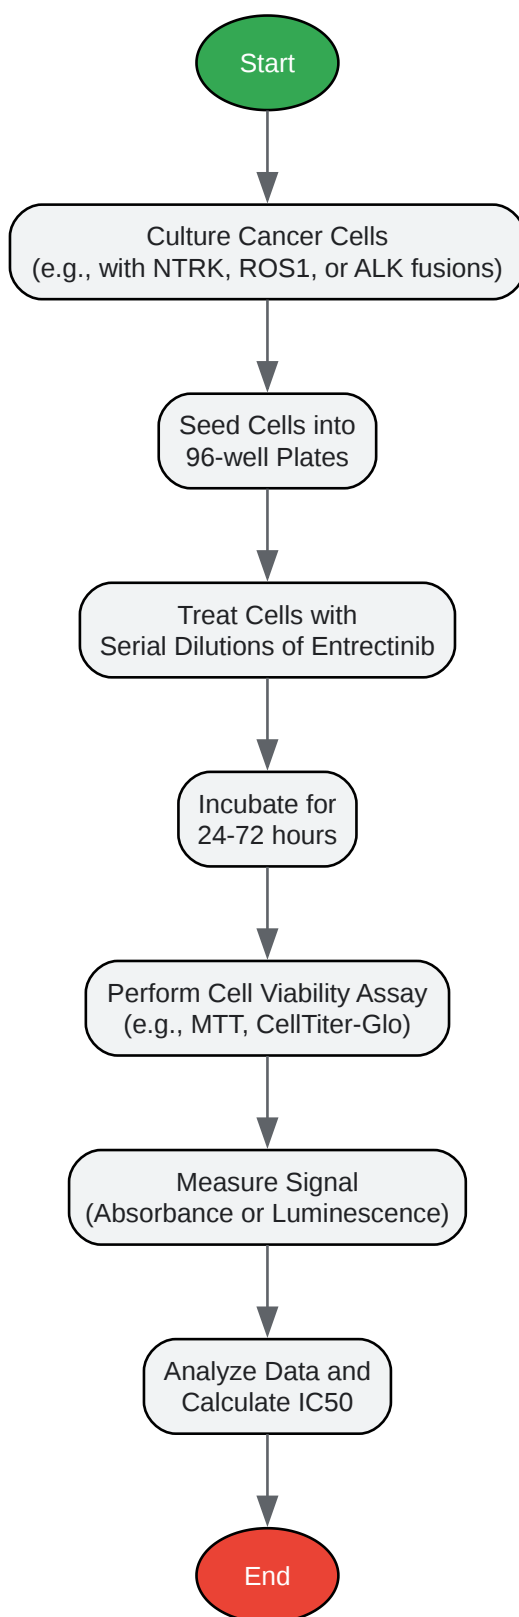 Start
Culture Cancer Cells
(e.g., with NTRK, ROS1, or ALK fusions)
Seed Cells into
96-well Plates
Treat Cells with
Serial Dilutions of Entrectinib
Incubate for
24-72 hours
Perform Cell Viability Assay
(e.g., MTT, CellTiter-Glo)
Measure Signal
(Absorbance or Luminescence)
Analyze Data and
Calculate IC50
End